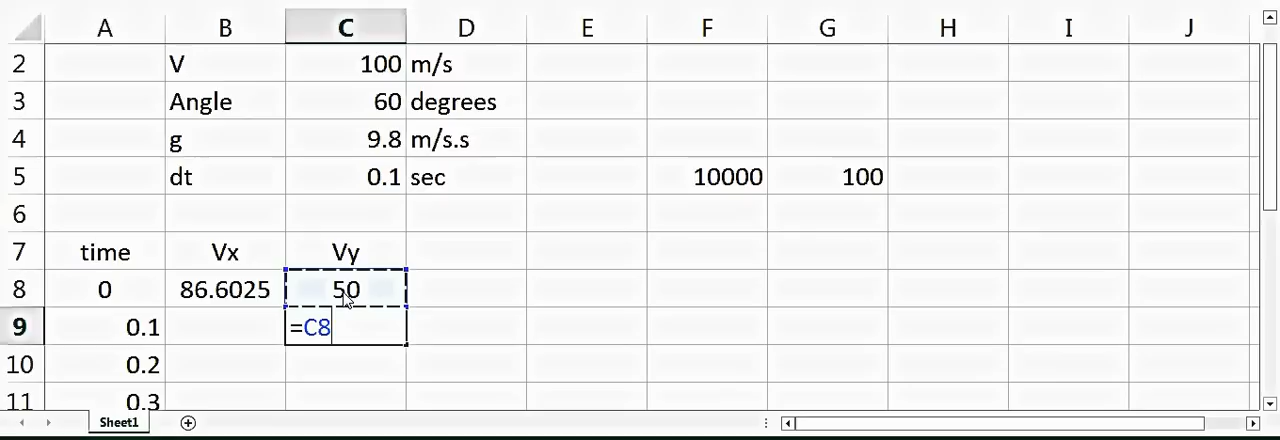 A B C D E F G H I J
2 V 100 m/s
3 Angle 60 degrees
4 g 9.8 m/s.s
5 dt 0.1 sec 10000 100
6
7 time Vx Vy
8 0 86.6025 50
9 0.1 =C8
10 0.2
11 0.3
Sheet1